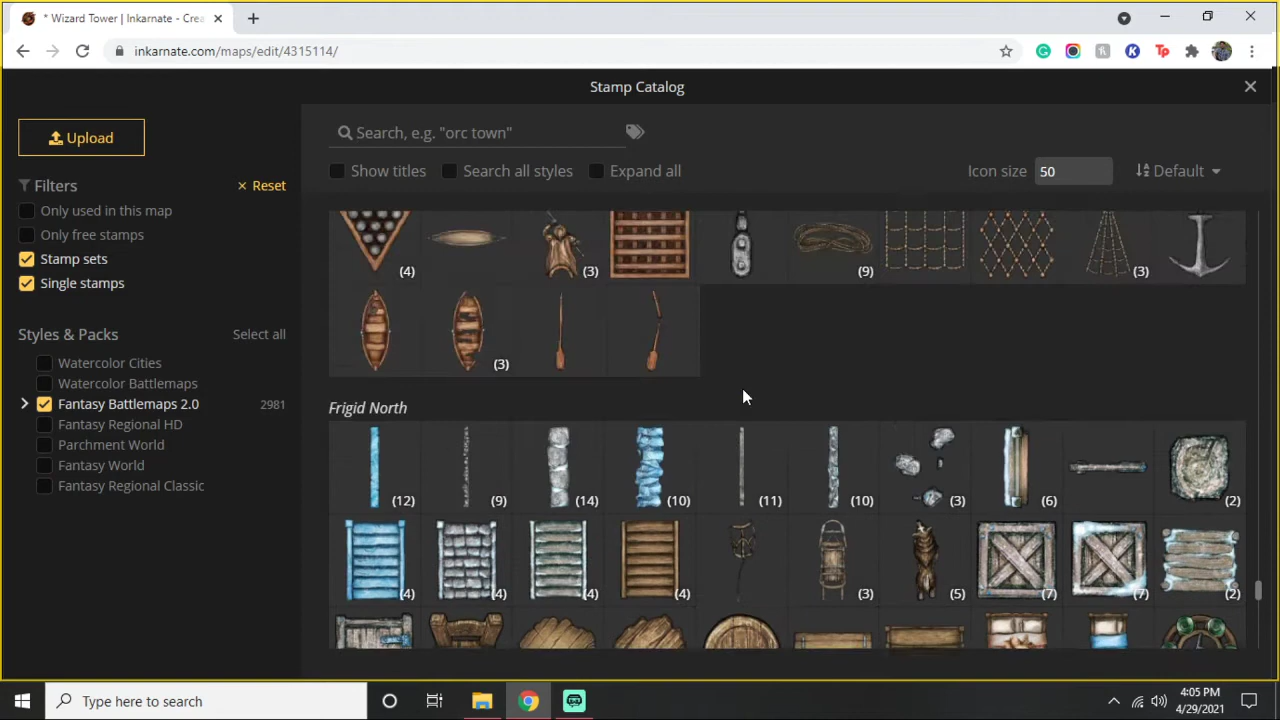 * Wizard Tower | Inkarnate - Crea
inkarnate.com/maps/edit/4315114/
Stamp Catalog
Upload
Search, e.g. "orc town"
Show titles
Search all styles
Expand all
Icon size
50
Default
Filters
Reset
Only used in this map
Only free stamps
Stamp sets
Single stamps
Styles & Packs
Select all
Watercolor Cities
Watercolor Battlemaps
Fantasy Battlemaps 2.0
2981
Fantasy Regional HD
Parchment World
Fantasy World
Fantasy Regional Classic
(4) (3) (9) (3)
(3)
Frigid North
(12) (9) (14) (10) (11) (10) (3) (6) (2)
(4) (4) (4) (4) (3) (5) (7) (7) (2)
Type here to search
4:05 PM
4/29/2021